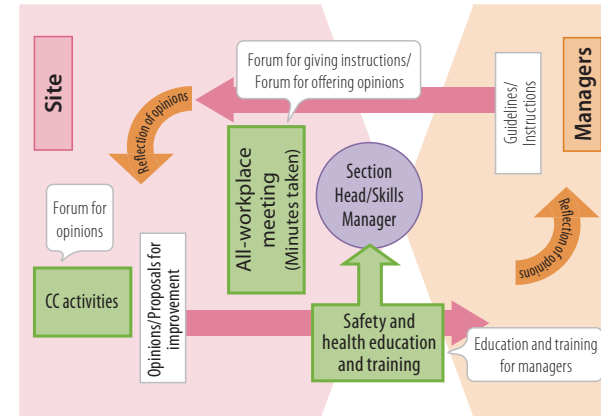 Site
Forum for giving instructions/
Forum for offering opinions
Guidelines/
Instructions
Managers
Reflection of opinions
All-workplace
meeting
(Minutes taken)
Section
Head/Skills
Manager
Reflection of opinions
Forum for
opinions
CC activities
Opinions/Proposals for
improvement
Safety and
health education
and training
Education and training
for managers